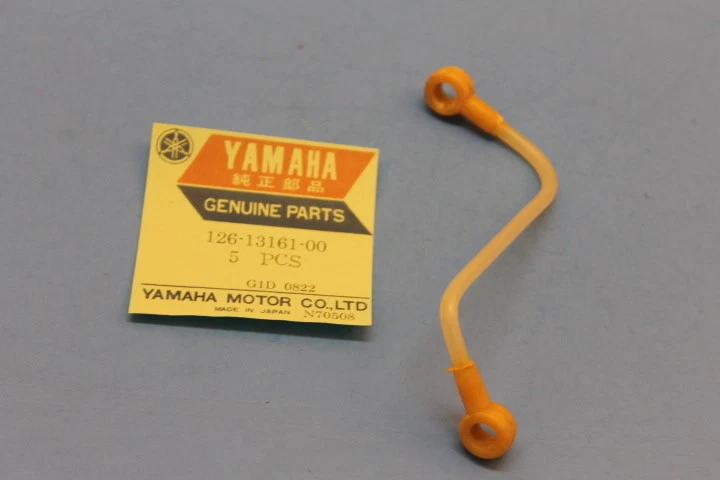 YAMAHA
純正部品
GENUINE PARTS
126-13161-00
5 PCS
G1D 0822
YAMAHA MOTOR CO.,LTD
MADE IN JAPAN N70508